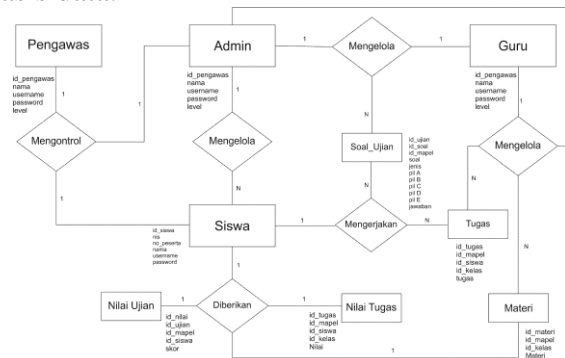 Pengawas
Admin
Mengelola
Guru
1
1
id_pengawas
nama
username
password
level
id_pengawas
nama
username
password
level
id_pengawas
nama
username
password
level
1
1
1
1
N
Mengontrol
Mengelola
Soal_Ujian
id_ujian
id_soal
id_mapel
soal
jenis
pil A
pil B
pil C
pil D
pil E
jawaban
Mengelola
1
N
N
N
N
Siswa
1
Mengerjakan
N
Tugas
id_siswa
nis
no_peserta
nama
username
password
id_tugas
id_mapel
id_siswa
id_kelas
tugas
1
Nilai Ujian
1
Diberikan
1
Nilai Tugas
Materi
id_nilai
id_ujian
id_mapel
id_siswa
skor
id_tugas
id_mapel
id_siswa
id_kelas
Nilai
id_materi
id_mapel
id_kelas
Materi
1
1